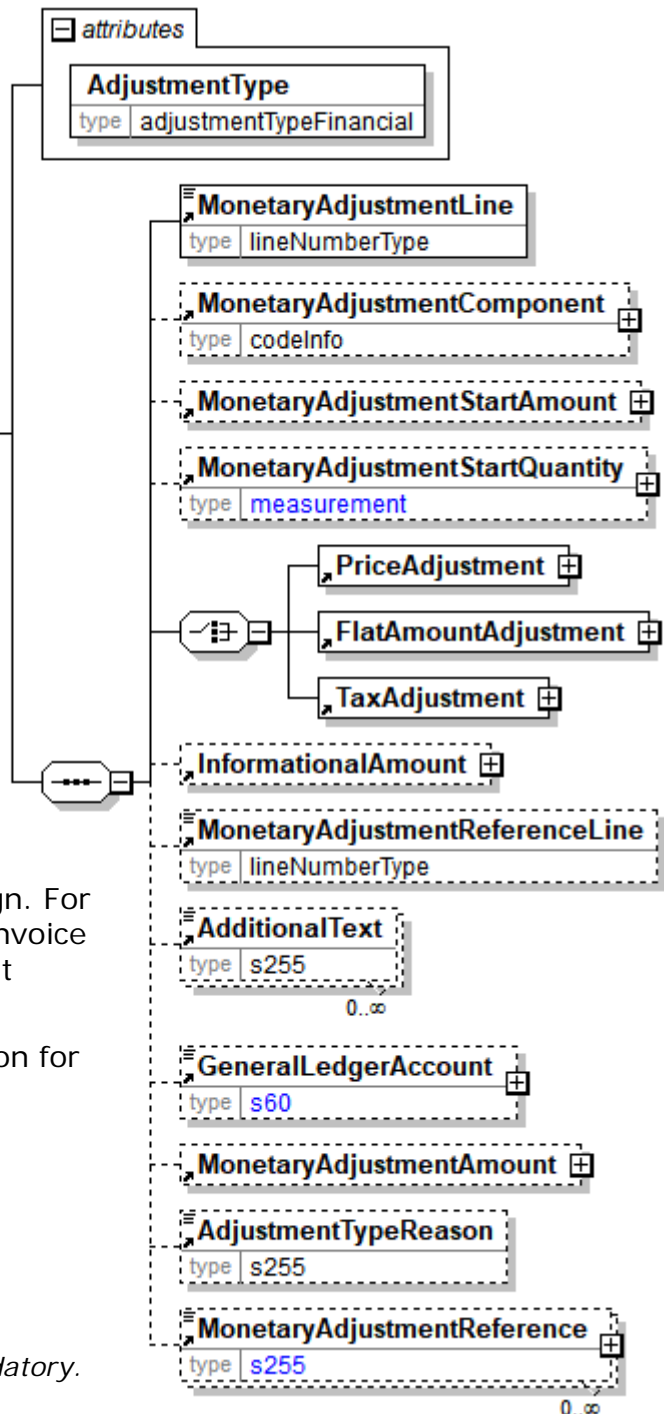 attributes
AdjustmentType
type adjustmentTypeFinancial
MonetaryAdjustmentLine
type lineNumberType
MonetaryAdjustmentComponent
type codeInfo
MonetaryAdjustmentStartAmount
MonetaryAdjustmentStartQuantity
type measurement
PriceAdjustment
FlatAmountAdjustment
TaxAdjustment
InformationalAmount
MonetaryAdjustmentReferenceLine
type lineNumberType
gn. For
nvoice
t
on for
datory.
AdditionalText
type s255
0..∞
GeneralLedgerAccount
type s60
MonetaryAdjustmentAmount
AdjustmentTypeReason
type s255
MonetaryAdjustmentReference
type s255
0..∞